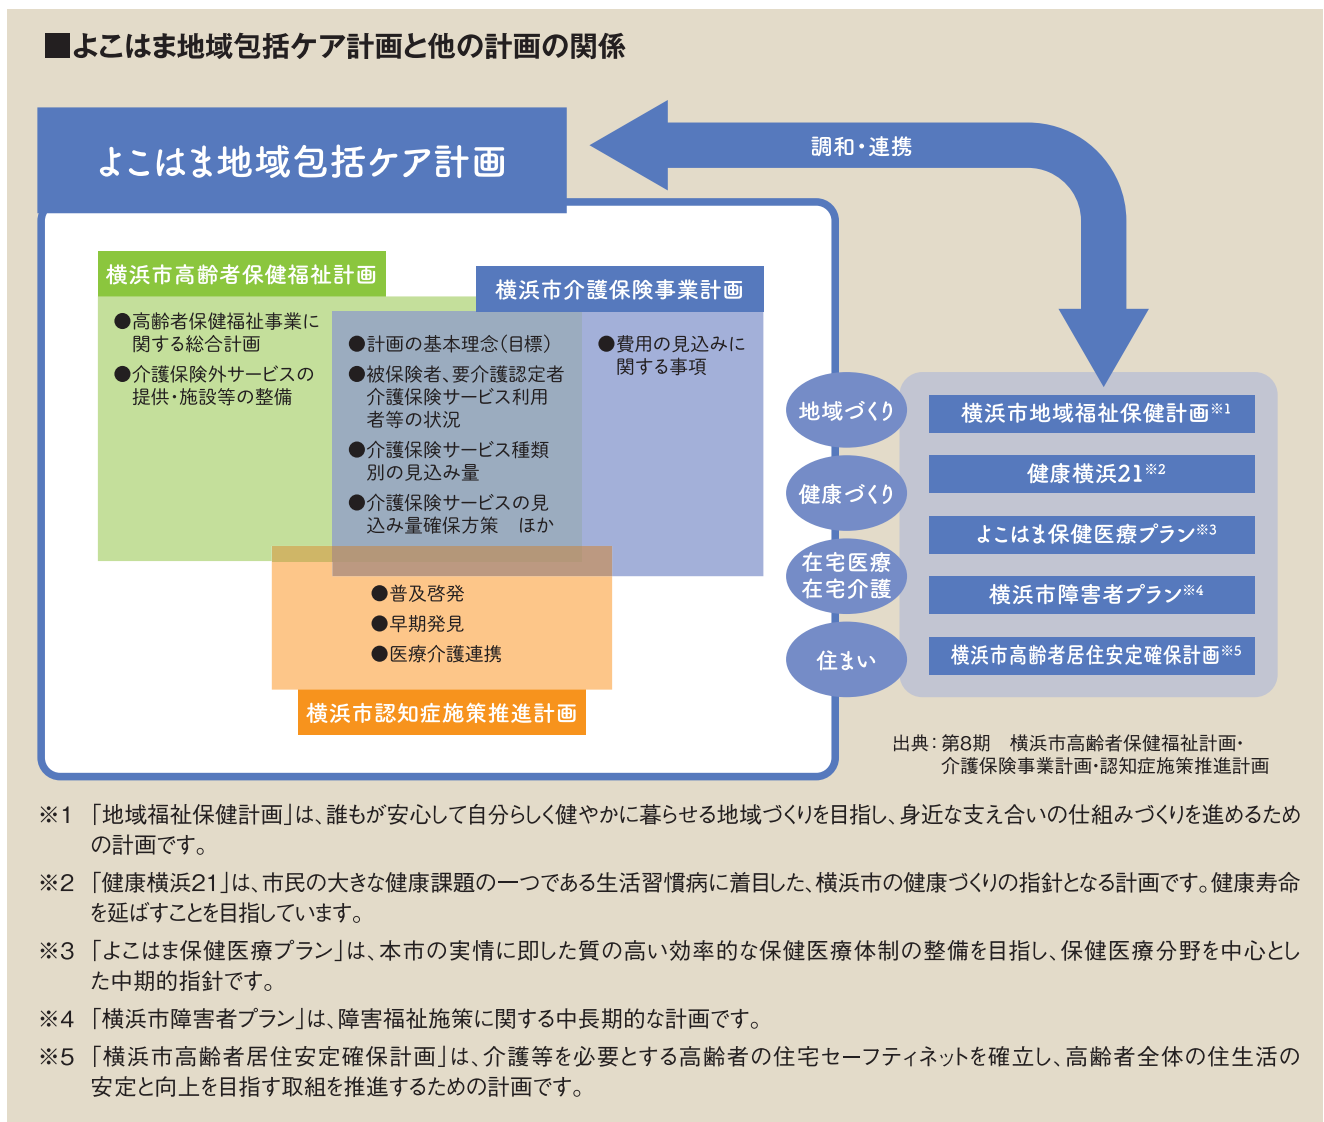 ■よこはま地域包括ケア計画と他の計画の関係
よこはま地域包括ケア計画
調和・連携
横浜市高齢者保健福祉計画
●高齢者保健福祉事業に
関する総合計画
●介護保険外サービスの
提供・施設等の整備
横浜市介護保険事業計画
●計画の基本理念（目標）
●被保険者、要介護認定者
介護保険サービス利用
者等の状況
●介護保険サービス種類
別の見込み量
●介護保険サービスの見
込み量確保方策　ほか
●費用の見込みに
関する事項
●普及啓発
●早期発見
●医療介護連携
横浜市認知症施策推進計画
地域づくり
健康づくり
在宅医療
在宅介護
住まい
横浜市地域福祉保健計画※1
健康横浜21※2
よこはま保健医療プラン※3
横浜市障害者プラン※4
横浜市高齢者居住安定確保計画※5
出典：第8期　横浜市高齢者保健福祉計画・
介護保険事業計画・認知症施策推進計画
※1　「地域福祉保健計画」は、誰もが安心して自分らしく健やかに暮らせる地域づくりを目指し、身近な支え合いの仕組みづくりを進めるため
の計画です。
※2　「健康横浜21」は、市民の大きな健康課題の一つである生活習慣病に着目した、横浜市の健康づくりの指針となる計画です。健康寿命
を延ばすことを目指しています。
※3　「よこはま保健医療プラン」は、本市の実情に即した質の高い効率的な保健医療体制の整備を目指し、保健医療分野を中心とし
た中期的指針です。
※4　「横浜市障害者プラン」は、障害福祉施策に関する中長期的な計画です。
※5　「横浜市高齢者居住安定確保計画」は、介護等を必要とする高齢者の住宅セーフティネットを確立し、高齢者全体の住生活の
安定と向上を目指す取組を推進するための計画です。